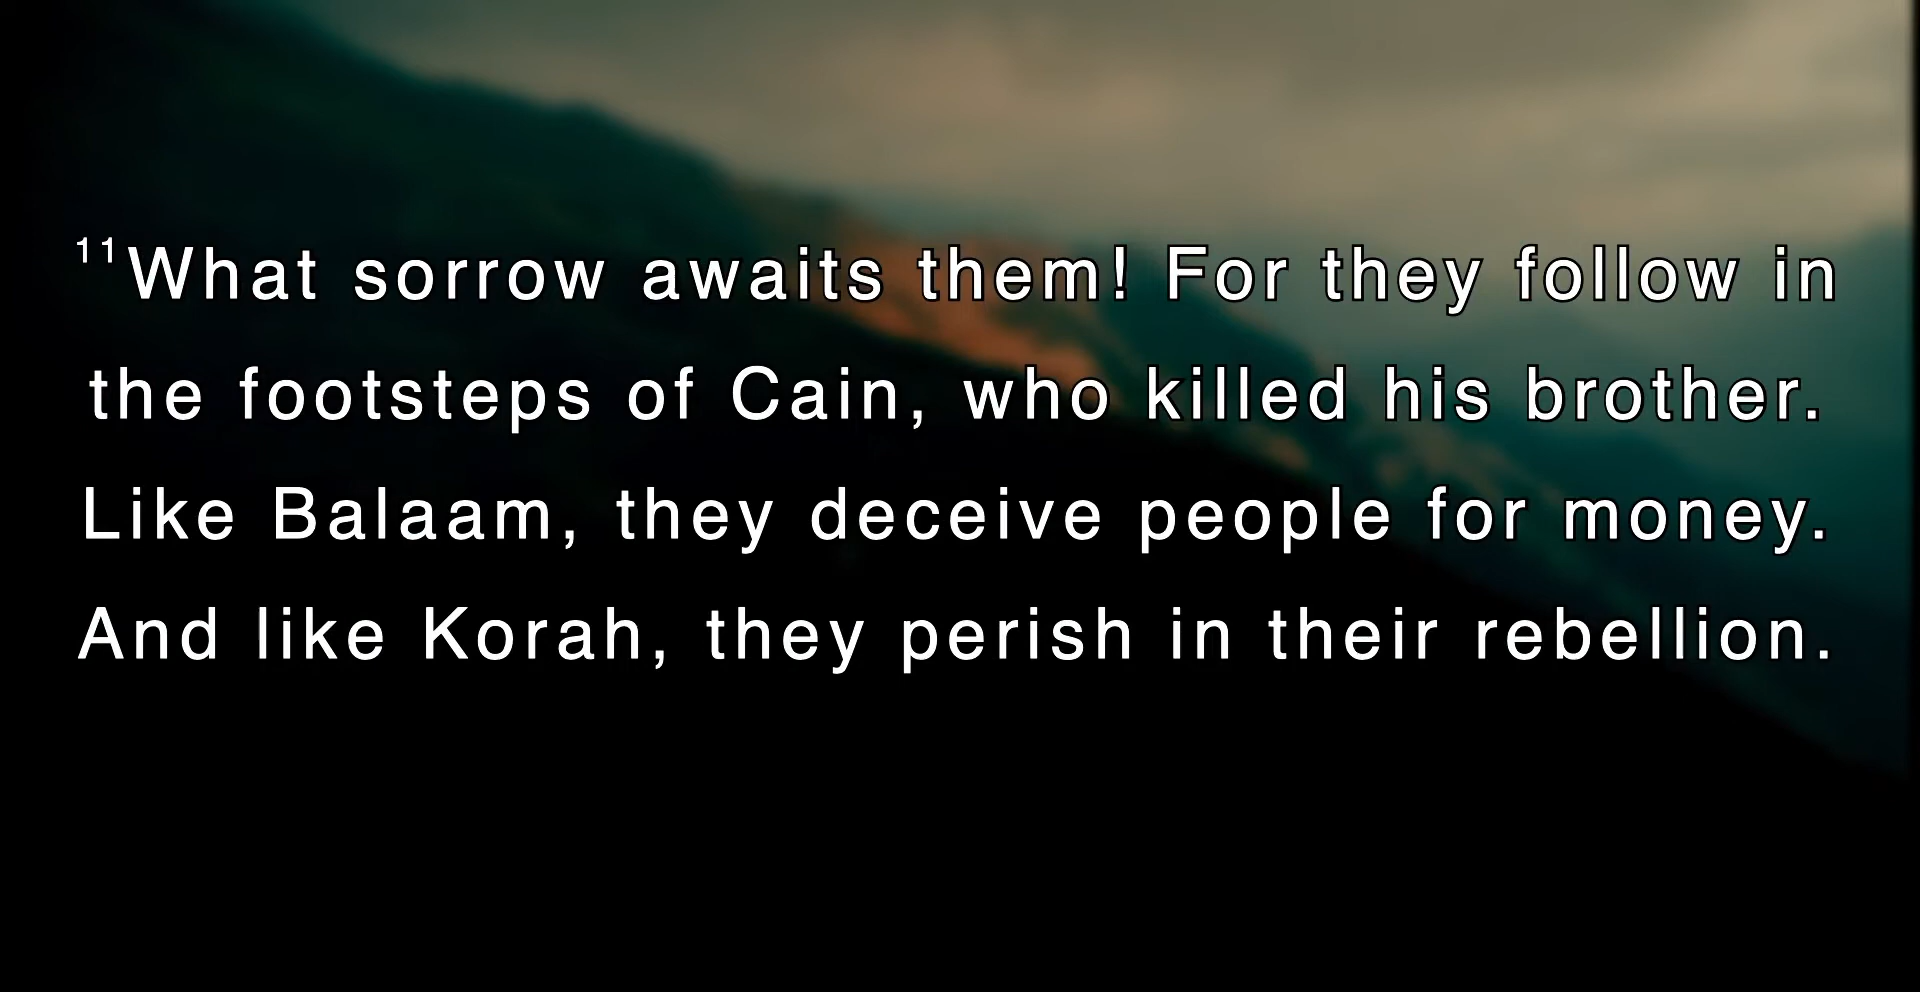 ¹¹What sorrow awaits them! For they follow in
the footsteps of Cain, who killed his brother.
Like Balaam, they deceive people for money.
And like Korah, they perish in their rebellion.